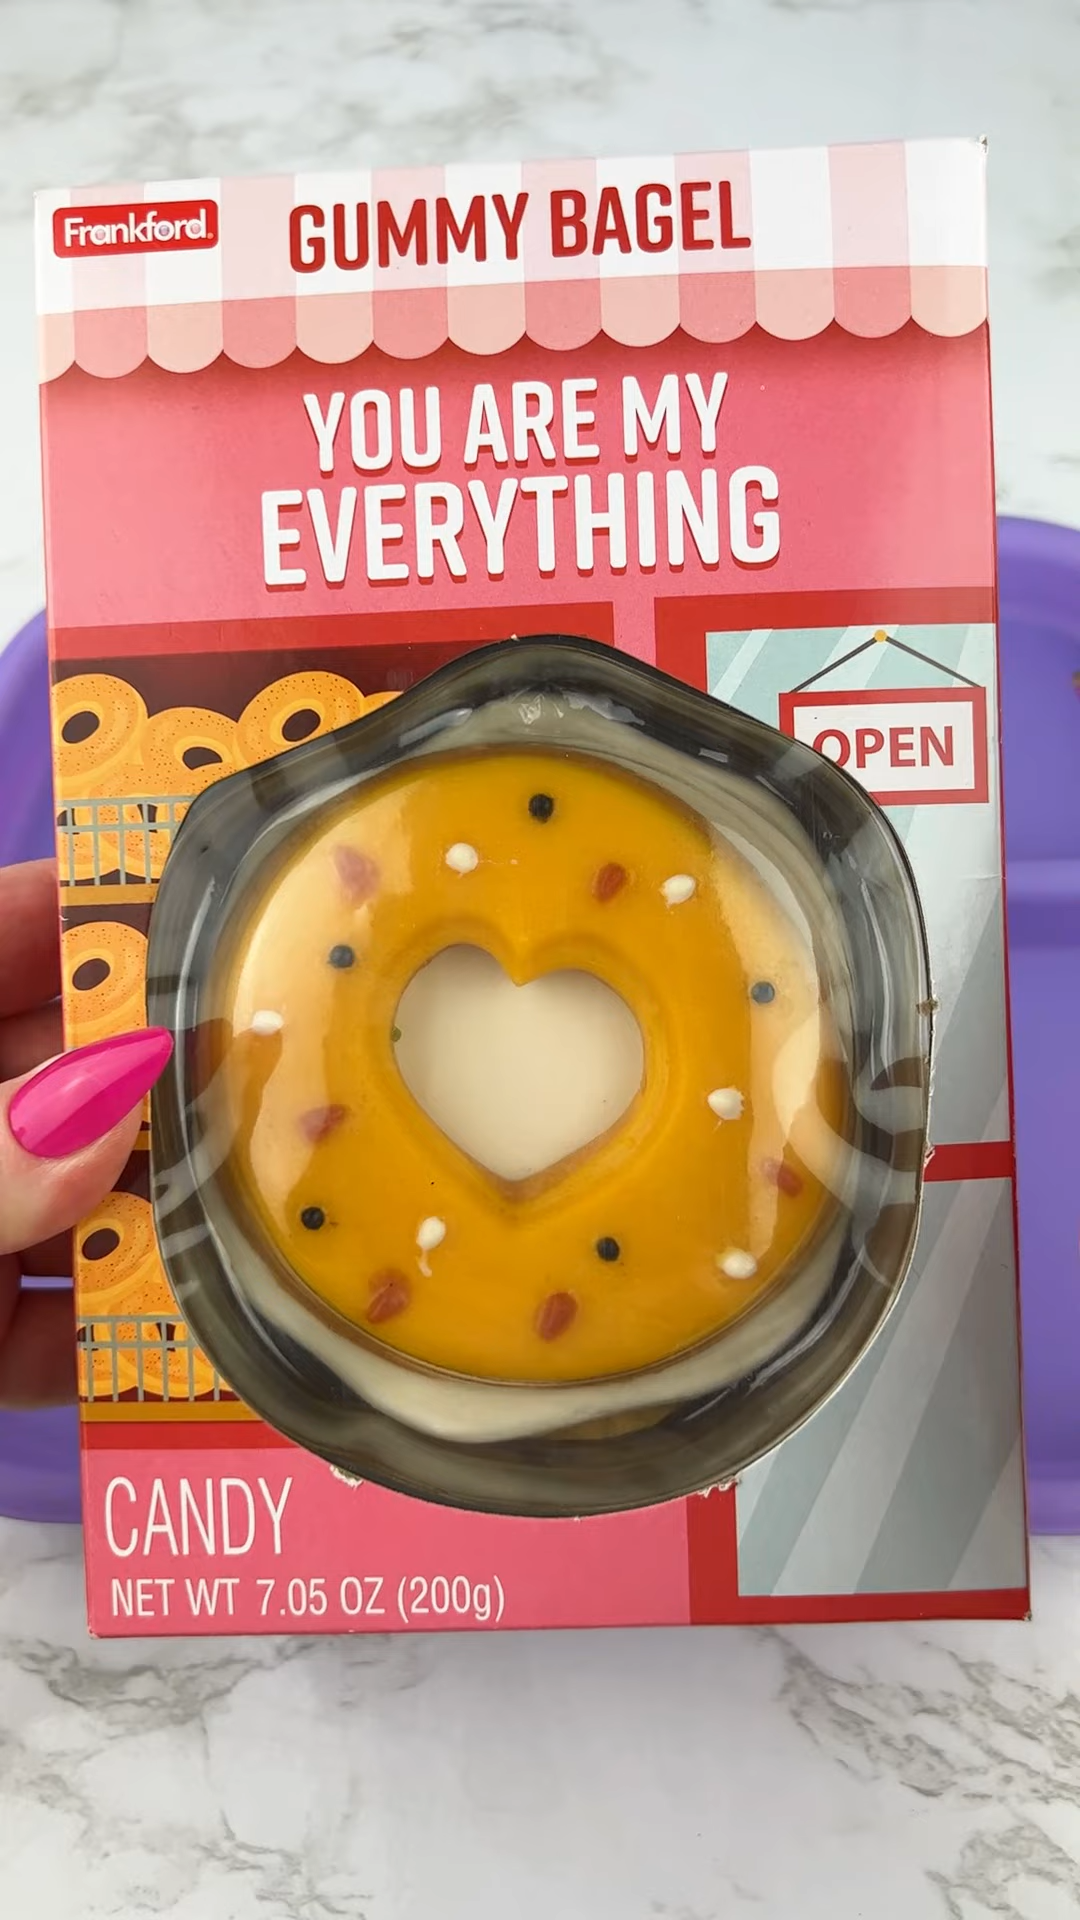 Frankford.
GUMMY BAGEL
YOU ARE MY
EVERYTHING
OPEN
CANDY
NET WT 7.05 OZ (200g)